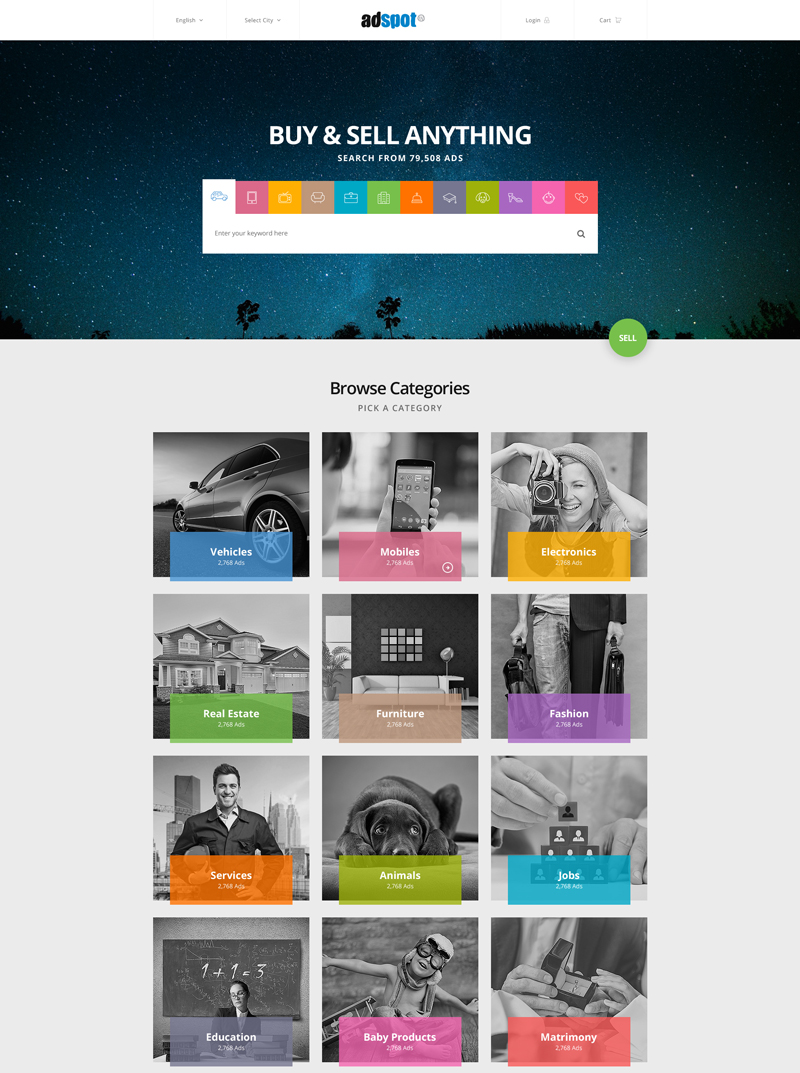 English
Select City
adspot
Login
Cart
BUY & SELL ANYTHING
SEARCH FROM 79,508 ADS
Enter your keyword here
SELL
Browse Categories
PICK A CATEGORY
Vehicles
2,768 Ads
Mobiles
2,768 Ads
Electronics
2,768 Ads
Real Estate
2,768 Ads
Furniture
2,768 Ads
Fashion
2,768 Ads
Services
2,768 Ads
Animals
2,768 Ads
Jobs
2,768 Ads
1+1=3
Education
2,768 Ads
Baby Products
2,768 Ads
Matrimony
2,768 Ads